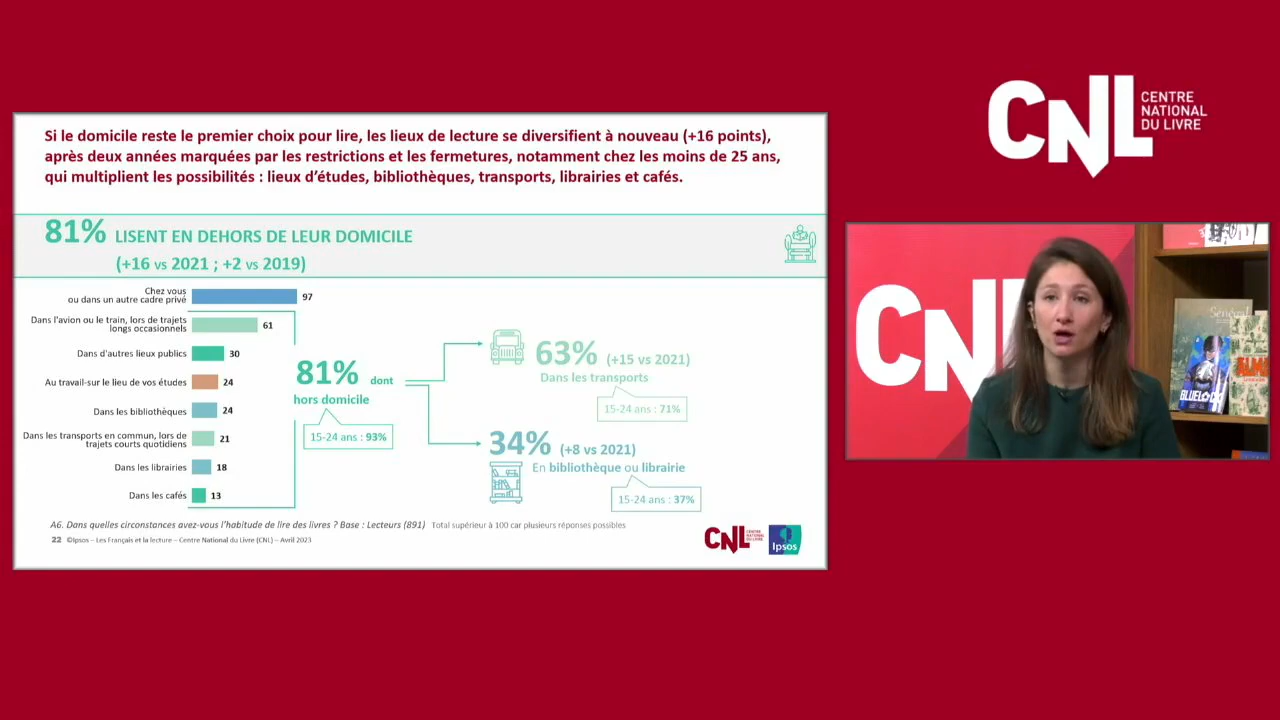 CNL
CENTRE
NATIONAL
DU LIVRE
Si le domicile reste le premier choix pour lire, les lieux de lecture se diversifient à nouveau (+16 points),
après deux années marquées par les restrictions et les fermetures, notamment chez les moins de 25 ans,
qui multiplient les possibilités : lieux d'études, bibliothèques, transports, librairies et cafés.
81% LISENT EN DEHORS DE LEUR DOMICILE
(+16 vs 2021 ; +2 vs 2019)
Chez vous
ou dans un autre cadre privé
97
Dans l'avion ou le train, lors de trajets
longs occasionnels
61
Dans d'autres lieux publics
30
Au travail-sur le lieu de vos études
24
Dans les bibliothèques
24
Dans les transports en commun, lors de
trajets courts quotidiens
21
Dans les librairies
18
Dans les cafés
13
81% dont
hors domicile
15-24 ans : 93%
63% (+15 vs 2021)
Dans les transports
15-24 ans : 71%
34% (+8 vs 2021)
En bibliothèque ou librairie
15-24 ans : 37%
A6. Dans quelles circonstances avez-vous l'habitude de lire des livres ? Base : Lecteurs (891) Total supérieur à 100 car plusieurs réponses possibles
22 ©Ipsos – Les Français et la lecture – Centre National du Livre (CNL) – Avril 2023
CNL
CENTRE
NATIONAL
DU LIVRE
Ipsos
CNL
BLUELOCK